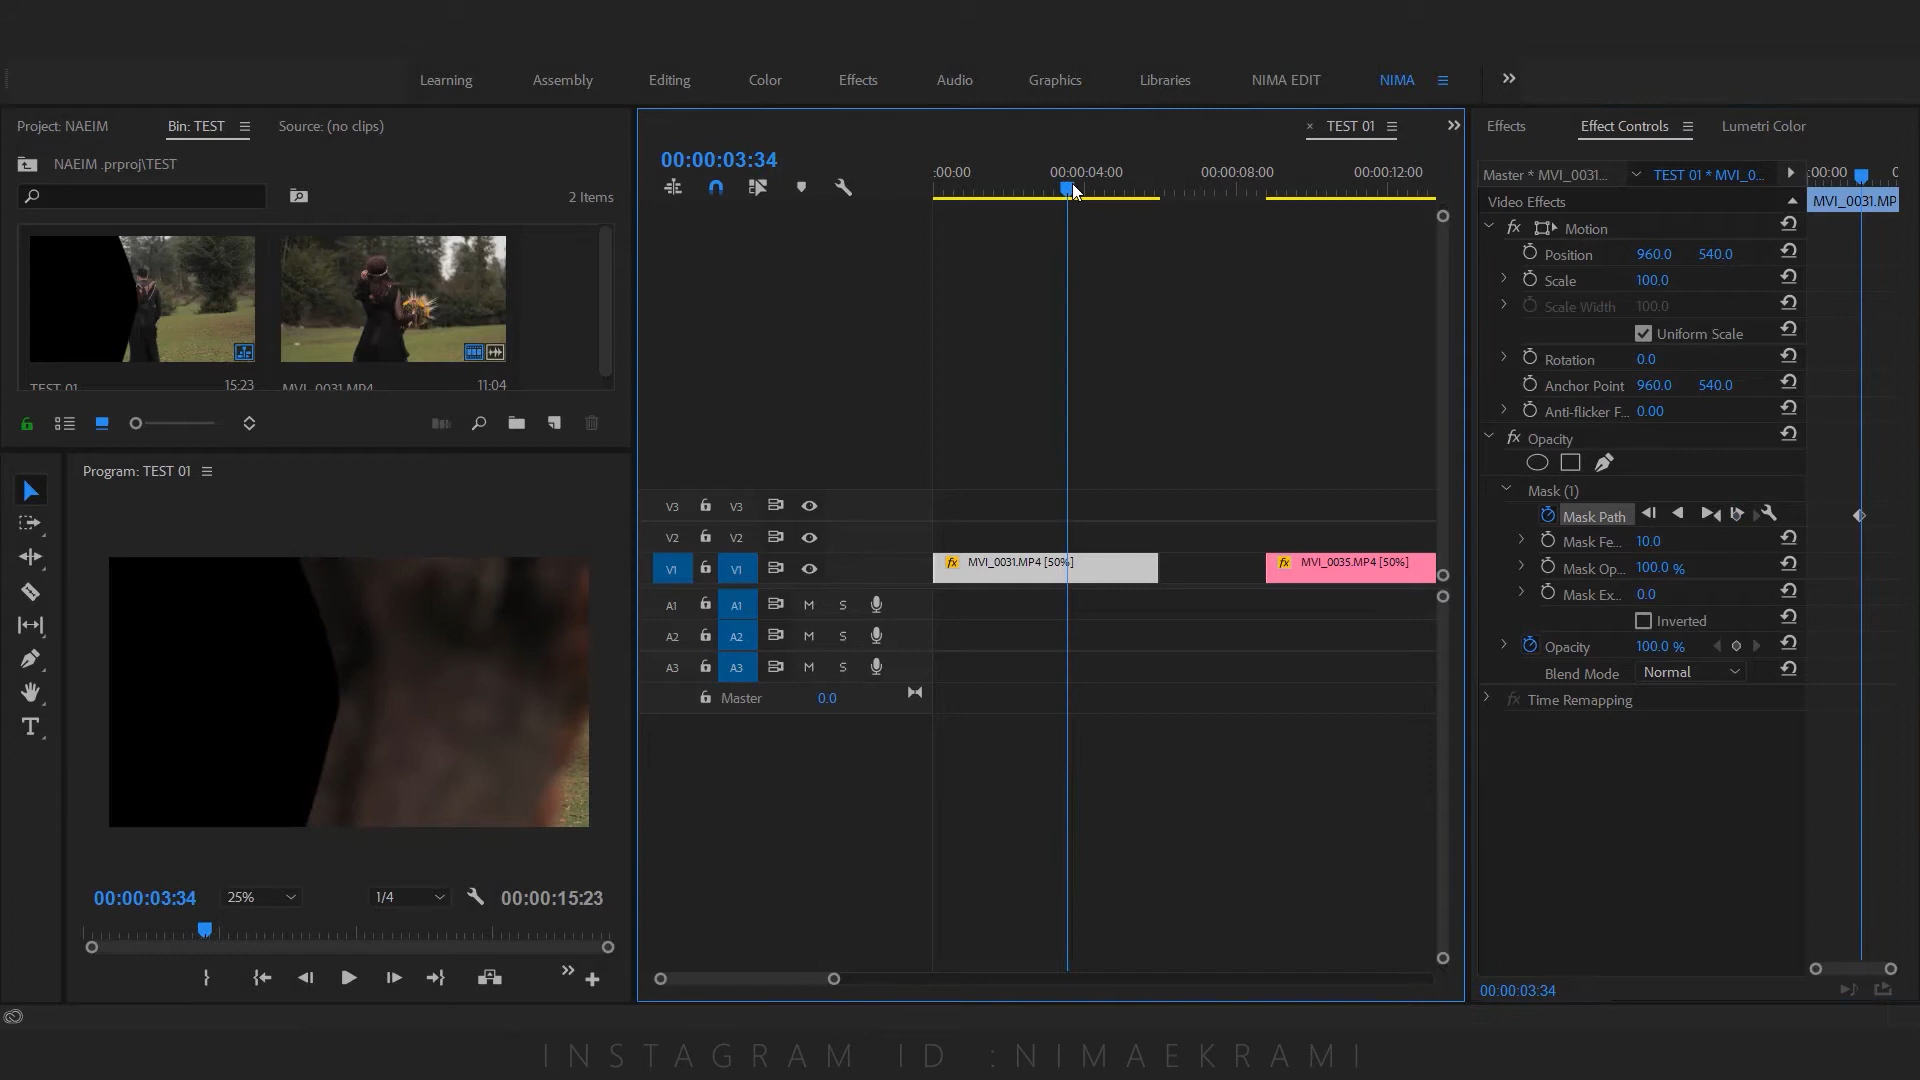 Learning Assembly Editing Color Effects Audio Graphics Libraries NIMA EDIT NIMA
Project: NAEIM Bin: TEST Source: (no clips)
NAEIM .prproj\TEST
2 Items
TEST 01 15:23
MVI_0031.MP4 11:04
Program: TEST 01
00:00:03:34 25% 1/4 00:00:15:23
TEST 01
00:00:03:34
:00:00 00:00:04:00 00:00:08:00 00:00:12:00
V3 V3
V2 V2
V1 V1 MVI_0031.MP4 [50%] MVI_0035.MP4 [50%]
A1 A1 M S
A2 A2 M S
A3 A3 M S
Master 0.0
Effects Effect Controls Lumetri Color
Master * MVI_0031... TEST 01 * MVI_0... :00:00 0
Video Effects MVI_0031.MP
fx Motion
Position 960.0 540.0
Scale 100.0
Scale Width 100.0
Uniform Scale
Rotation 0.0
Anchor Point 960.0 540.0
Anti-flicker F... 0.00
fx Opacity
Mask (1)
Mask Path
Mask Fe... 10.0
Mask Op... 100.0 %
Mask Ex... 0.0
Inverted
Opacity 100.0 %
Blend Mode Normal
fx Time Remapping
00:00:03:34
INSTAGRAM ID :NIMAEKRAMI